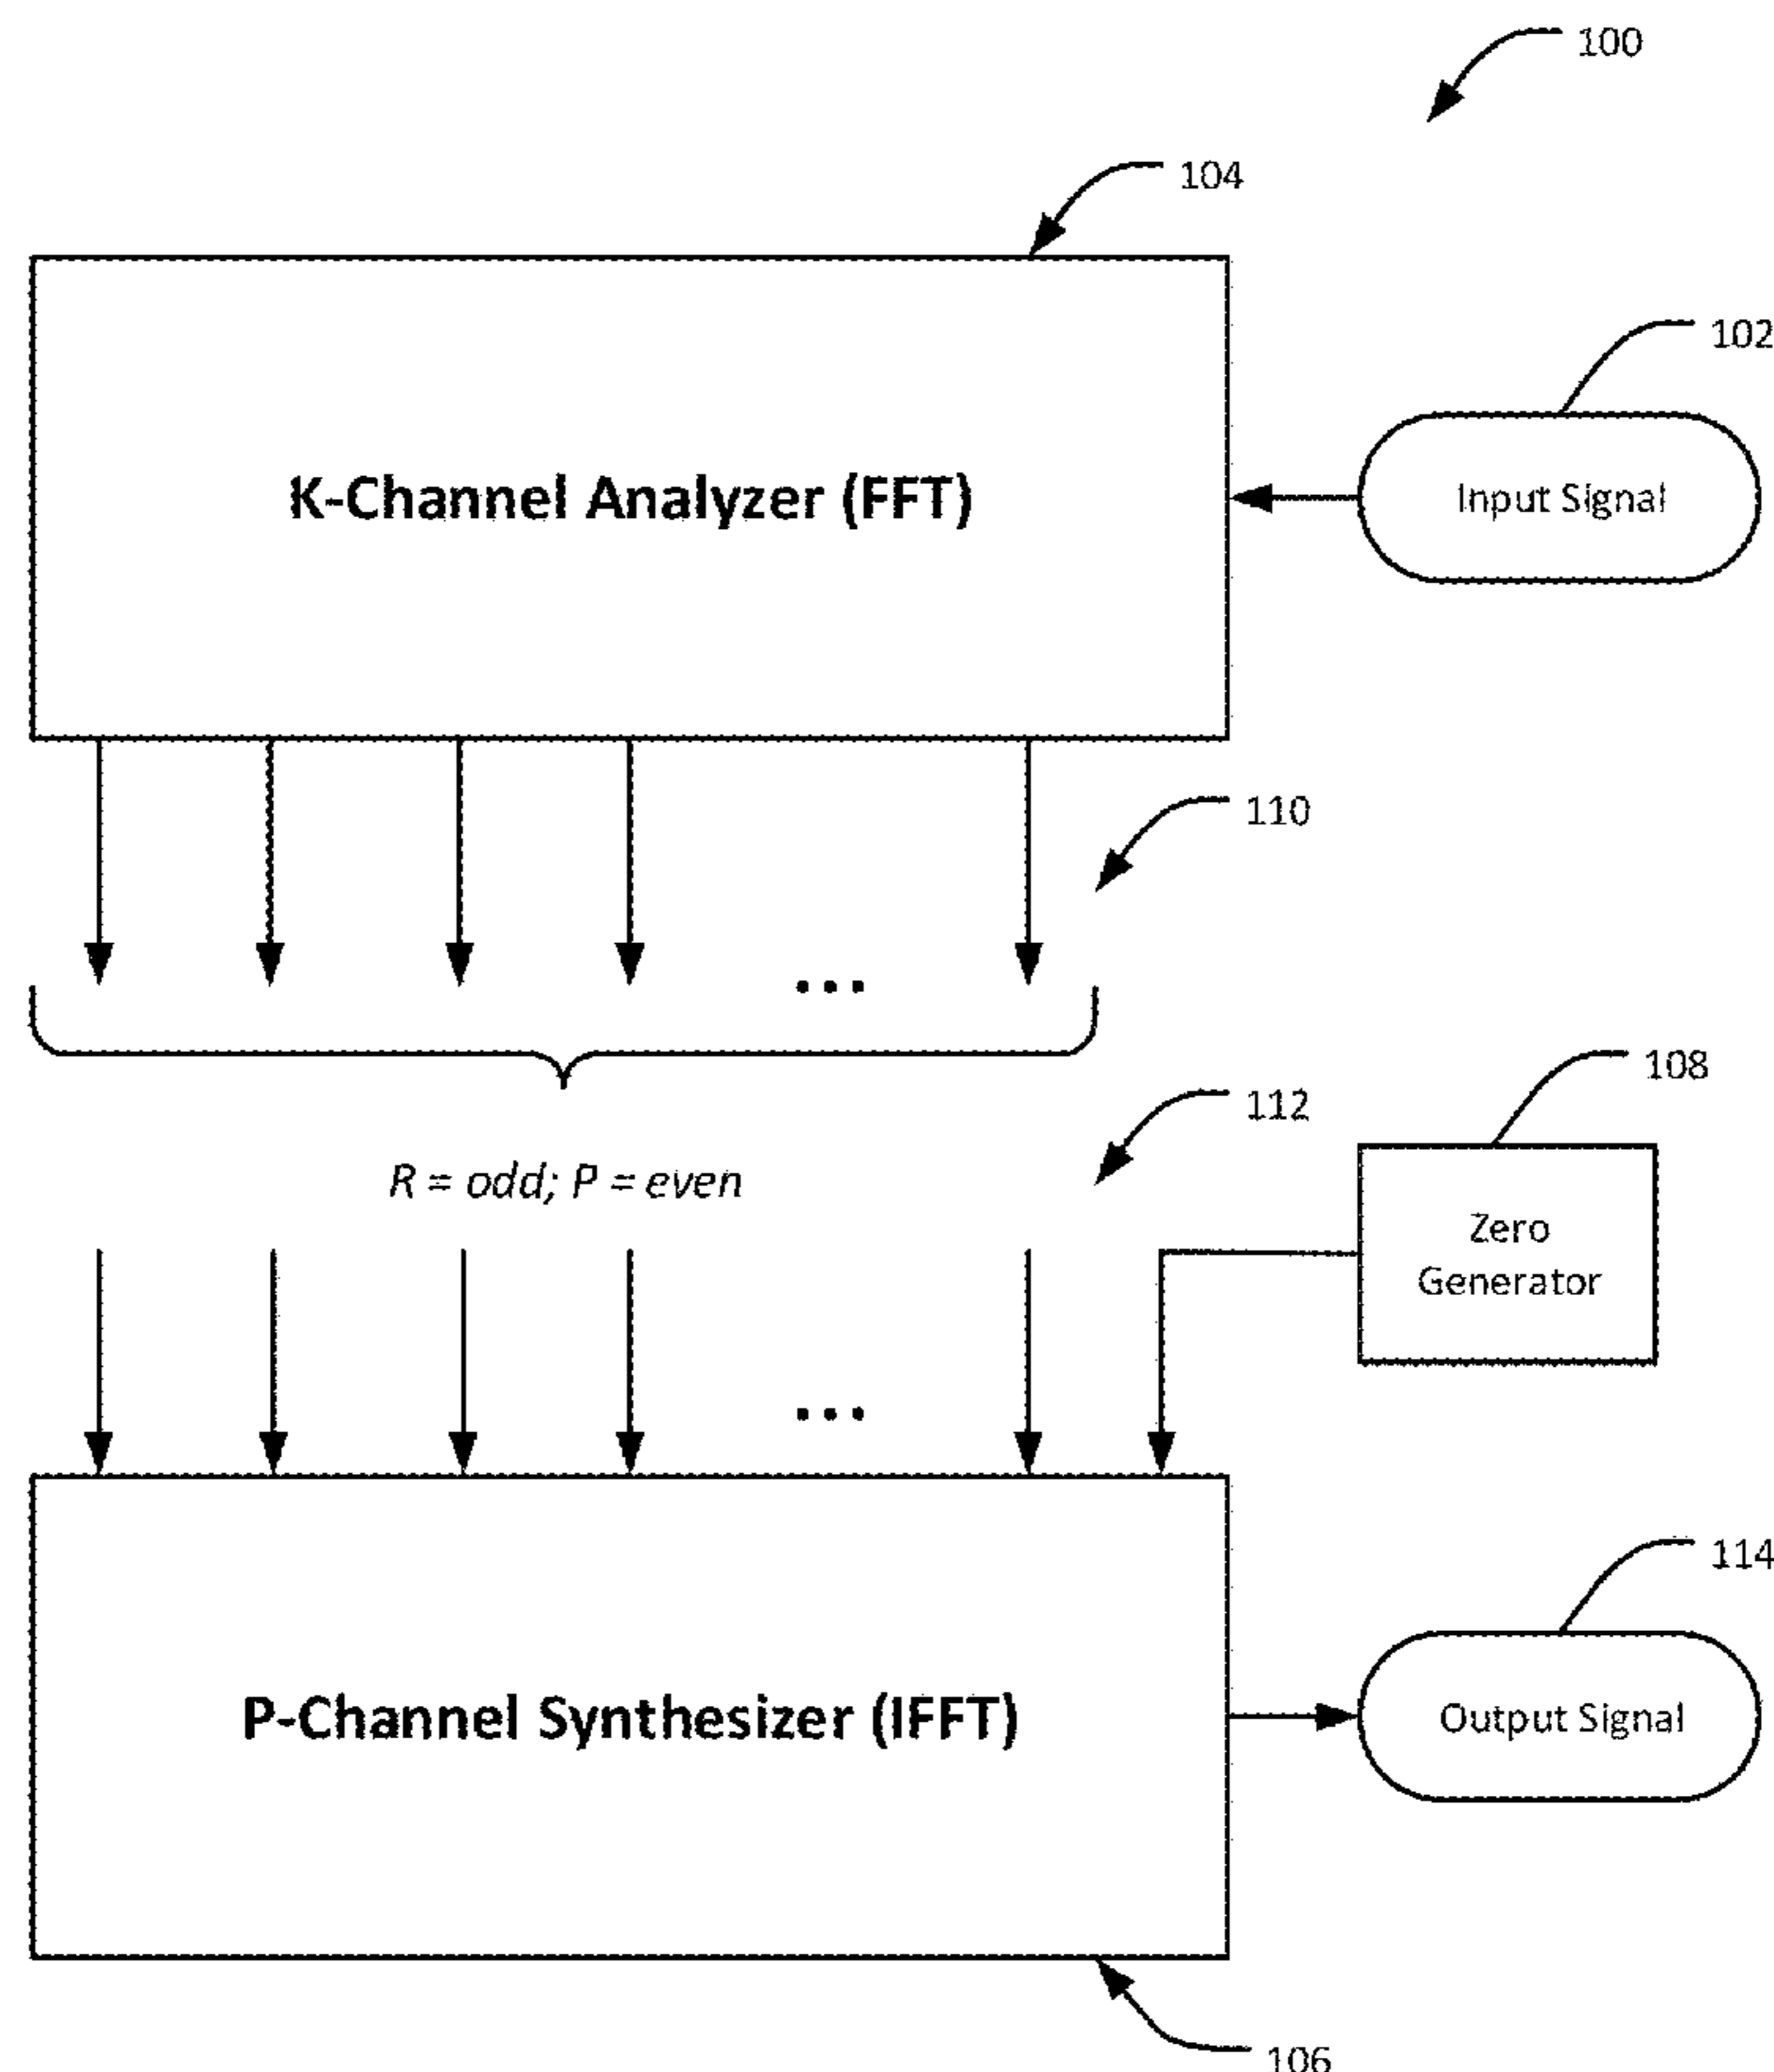 100
104
102
K-Channel Analyzer (FFT)
Input Signal
110
...
108
112
R = odd; P = even
Zero
Generator
...
114
P-Channel Synthesizer (IFFT)
Output Signal
106